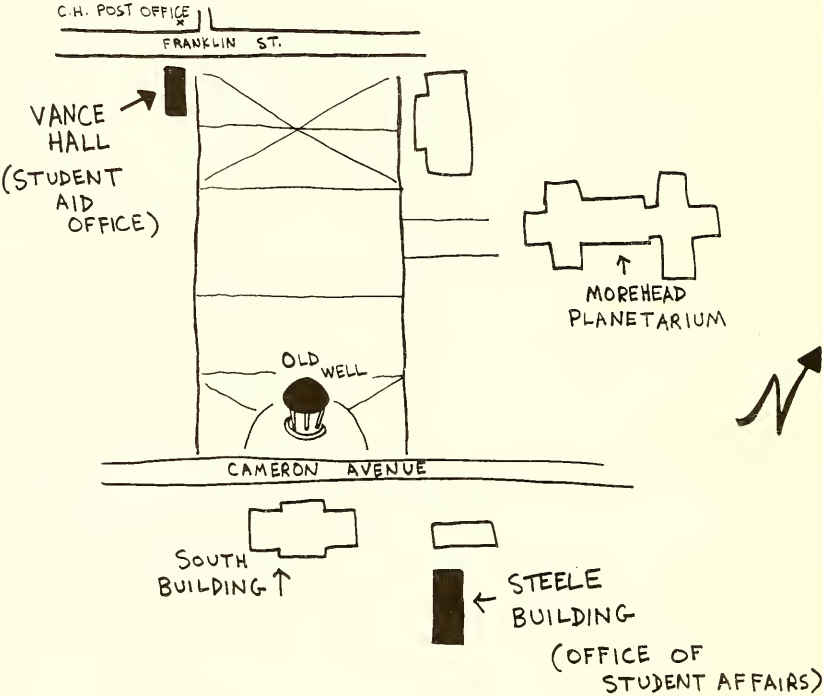 C.H. POST OFFICE
x
FRANKLIN ST.
VANCE
HALL
(STUDENT
AID
OFFICE)
MOREHEAD
PLANETARIUM
OLD
WELL
N
CAMERON AVENUE
SOUTH
BUILDING
STEELE
BUILDING
(OFFICE OF
STUDENT AFFAIRS)